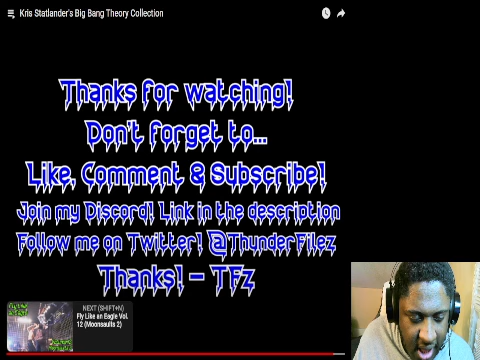 Kris Statlander's Big Bang Theory Collection
Thanks for watching!
Don't forget to...
Like, Comment & Subscribe!
Join my Discord! Link in the description
Follow me on Twitter! @ThunderFilez
Thanks! - TFz
NEXT (SHIFT+N)
Fly Like an Eagle Vol.
12 (Moonsaults 2)